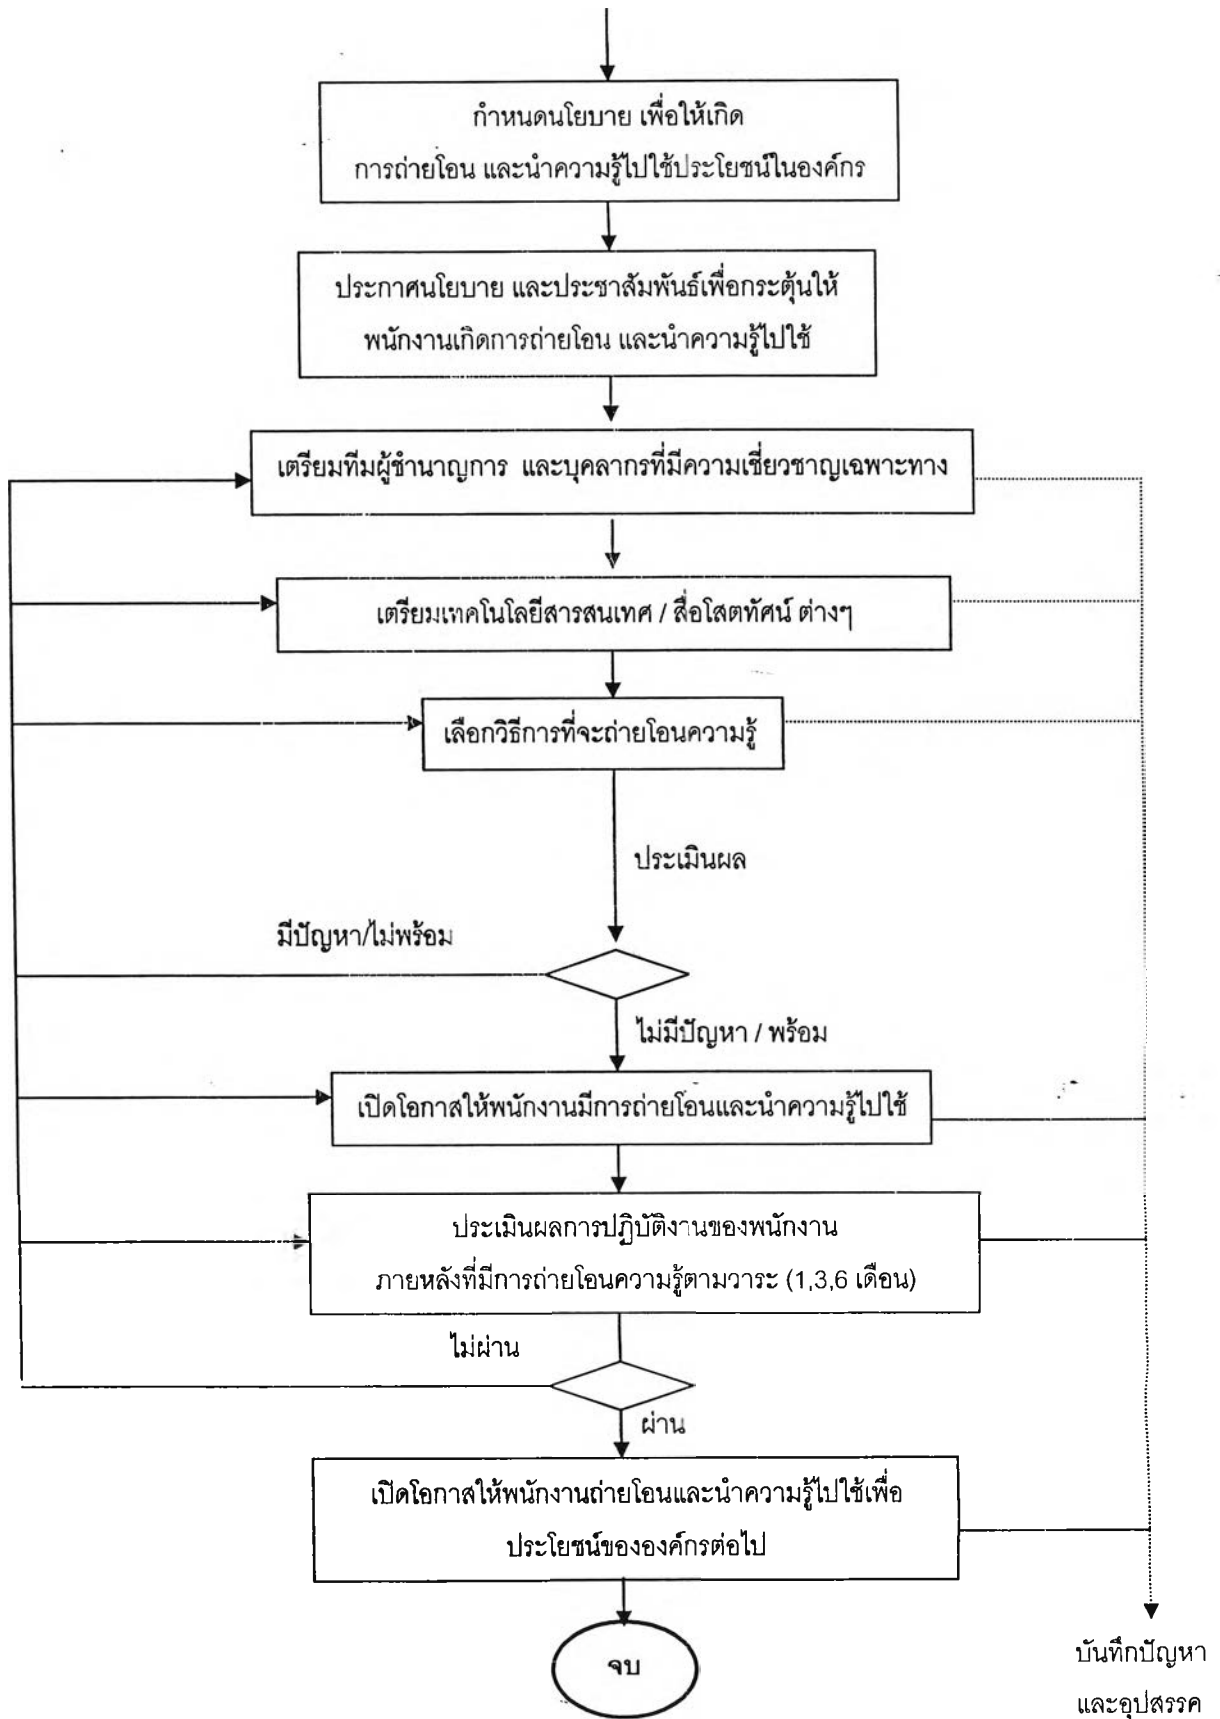 กำหนดนโยบาย เพื่อให้เกิด
การถ่ายโอน และนำความรู้ไปใช้ประโยชน์ในองค์กร
ประกาศนโยบาย และประชาสัมพันธ์เพื่อกระตุ้นให้
พนักงานเกิดการถ่ายโอน และนำความรู้ไปใช้
เตรียมทีมผู้ชำนาญการ และบุคลากรที่มีความเชี่ยวชาญเฉพาะทาง
เตรียมเทคโนโลยีสารสนเทศ / สื่อโสตทัศน์ ต่างๆ
เลือกวิธีการที่จะถ่ายโอนความรู้
ประเมินผล
มีปัญหา/ไม่พร้อม
ไม่มีปัญหา / พร้อม
เปิดโอกาสให้พนักงานมีการถ่ายโอนและนำความรู้ไปใช้
ประเมินผลการปฏิบัติงานของพนักงาน
ภายหลังที่มีการถ่ายโอนความรู้ตามวาระ (1,3,6 เดือน)
ไม่ผ่าน
ผ่าน
เปิดโอกาสให้พนักงานถ่ายโอนและนำความรู้ไปใช้เพื่อ
ประโยชน์ขององค์กรต่อไป
จบ
บันทึกปัญหา
และอุปสรรค